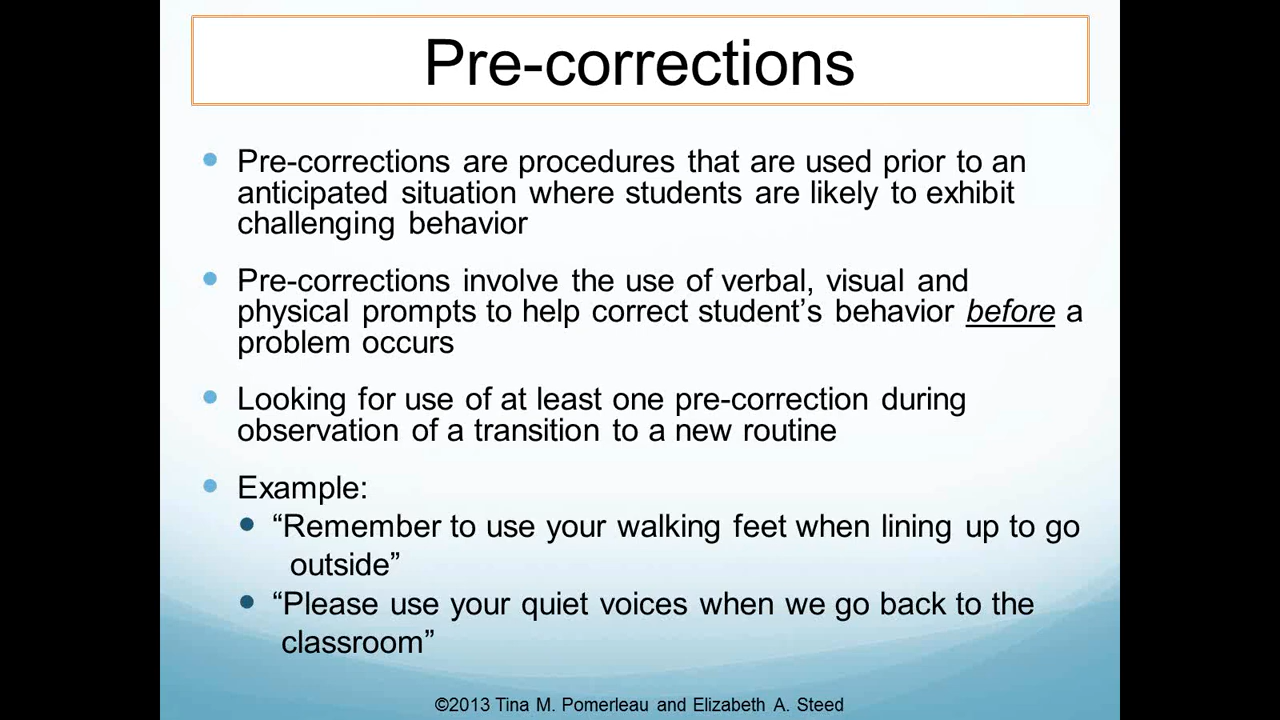 Pre-corrections
• Pre-corrections are procedures that are used prior to an
anticipated situation where students are likely to exhibit
challenging behavior
• Pre-corrections involve the use of verbal, visual and
physical prompts to help correct student’s behavior before a
problem occurs
• Looking for use of at least one pre-correction during
observation of a transition to a new routine
• Example:
• “Remember to use your walking feet when lining up to go
outside”
• “Please use your quiet voices when we go back to the
classroom”
©2013 Tina M. Pomerleau and Elizabeth A. Steed